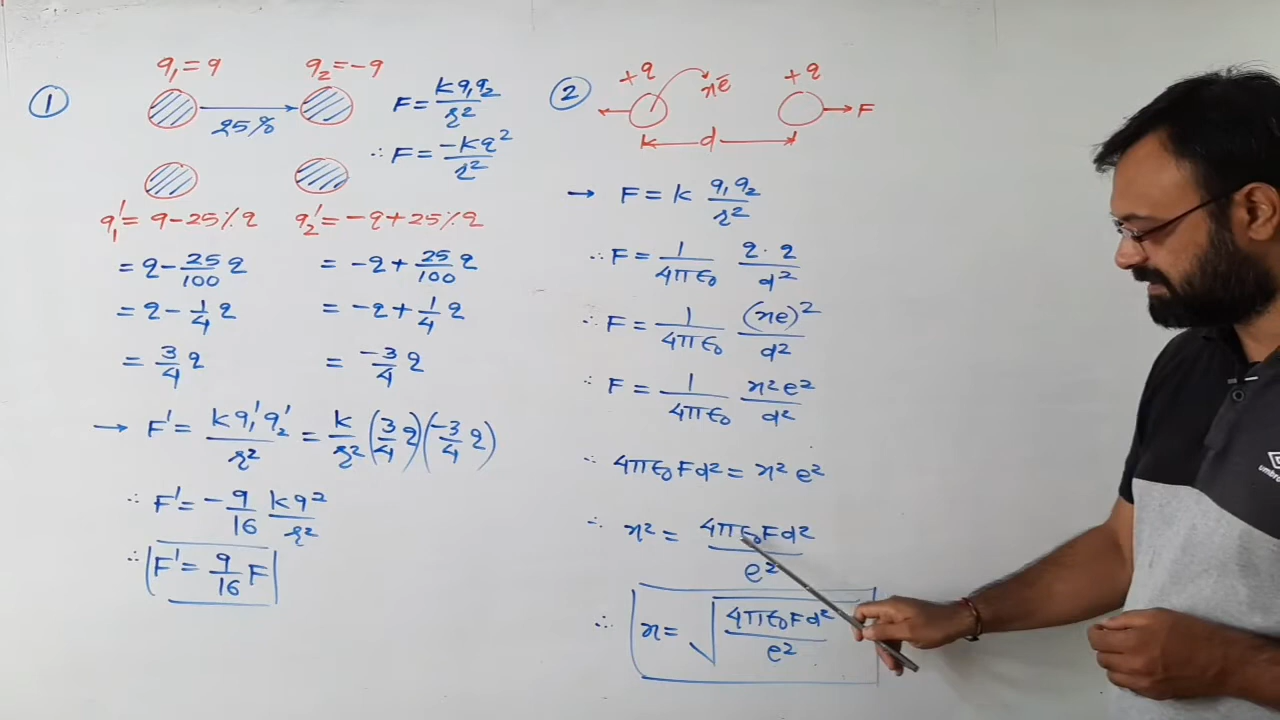 1
q₁ = q q₂ = -q
25%
F = kq₁q₂/r²
∴ F = -kq²/r²
q₁' = q - 25% q q₂' = -q + 25% q
= q - 25/100 q = -q + 25/100 q
= q - 1/4 q = -q + 1/4 q
= 3/4 q = -3/4 q
→ F' = kq₁'q₂'/r² = k/r² (3/4 q)(-3/4 q)
∴ F' = -9/16 kq²/r²
∴ F' = 9/16 F
2
+q ne⁻ +q
F
d
→ F = k q₁q₂/r²
∴ F = 1/4πε₀ q·q/d²
∴ F = 1/4πε₀ (ne)²/d²
∴ F = 1/4πε₀ n²e²/d²
∴ 4πε₀Fd² = n²e²
∴ n² = 4πε₀Fd²/e²
∴ n = √(4πε₀Fd²/e²)
umbro